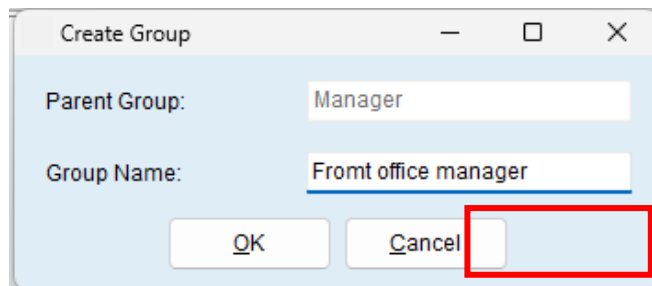 Create Group
Parent Group: Manager
Group Name: Fromt office manager
OK Cancel